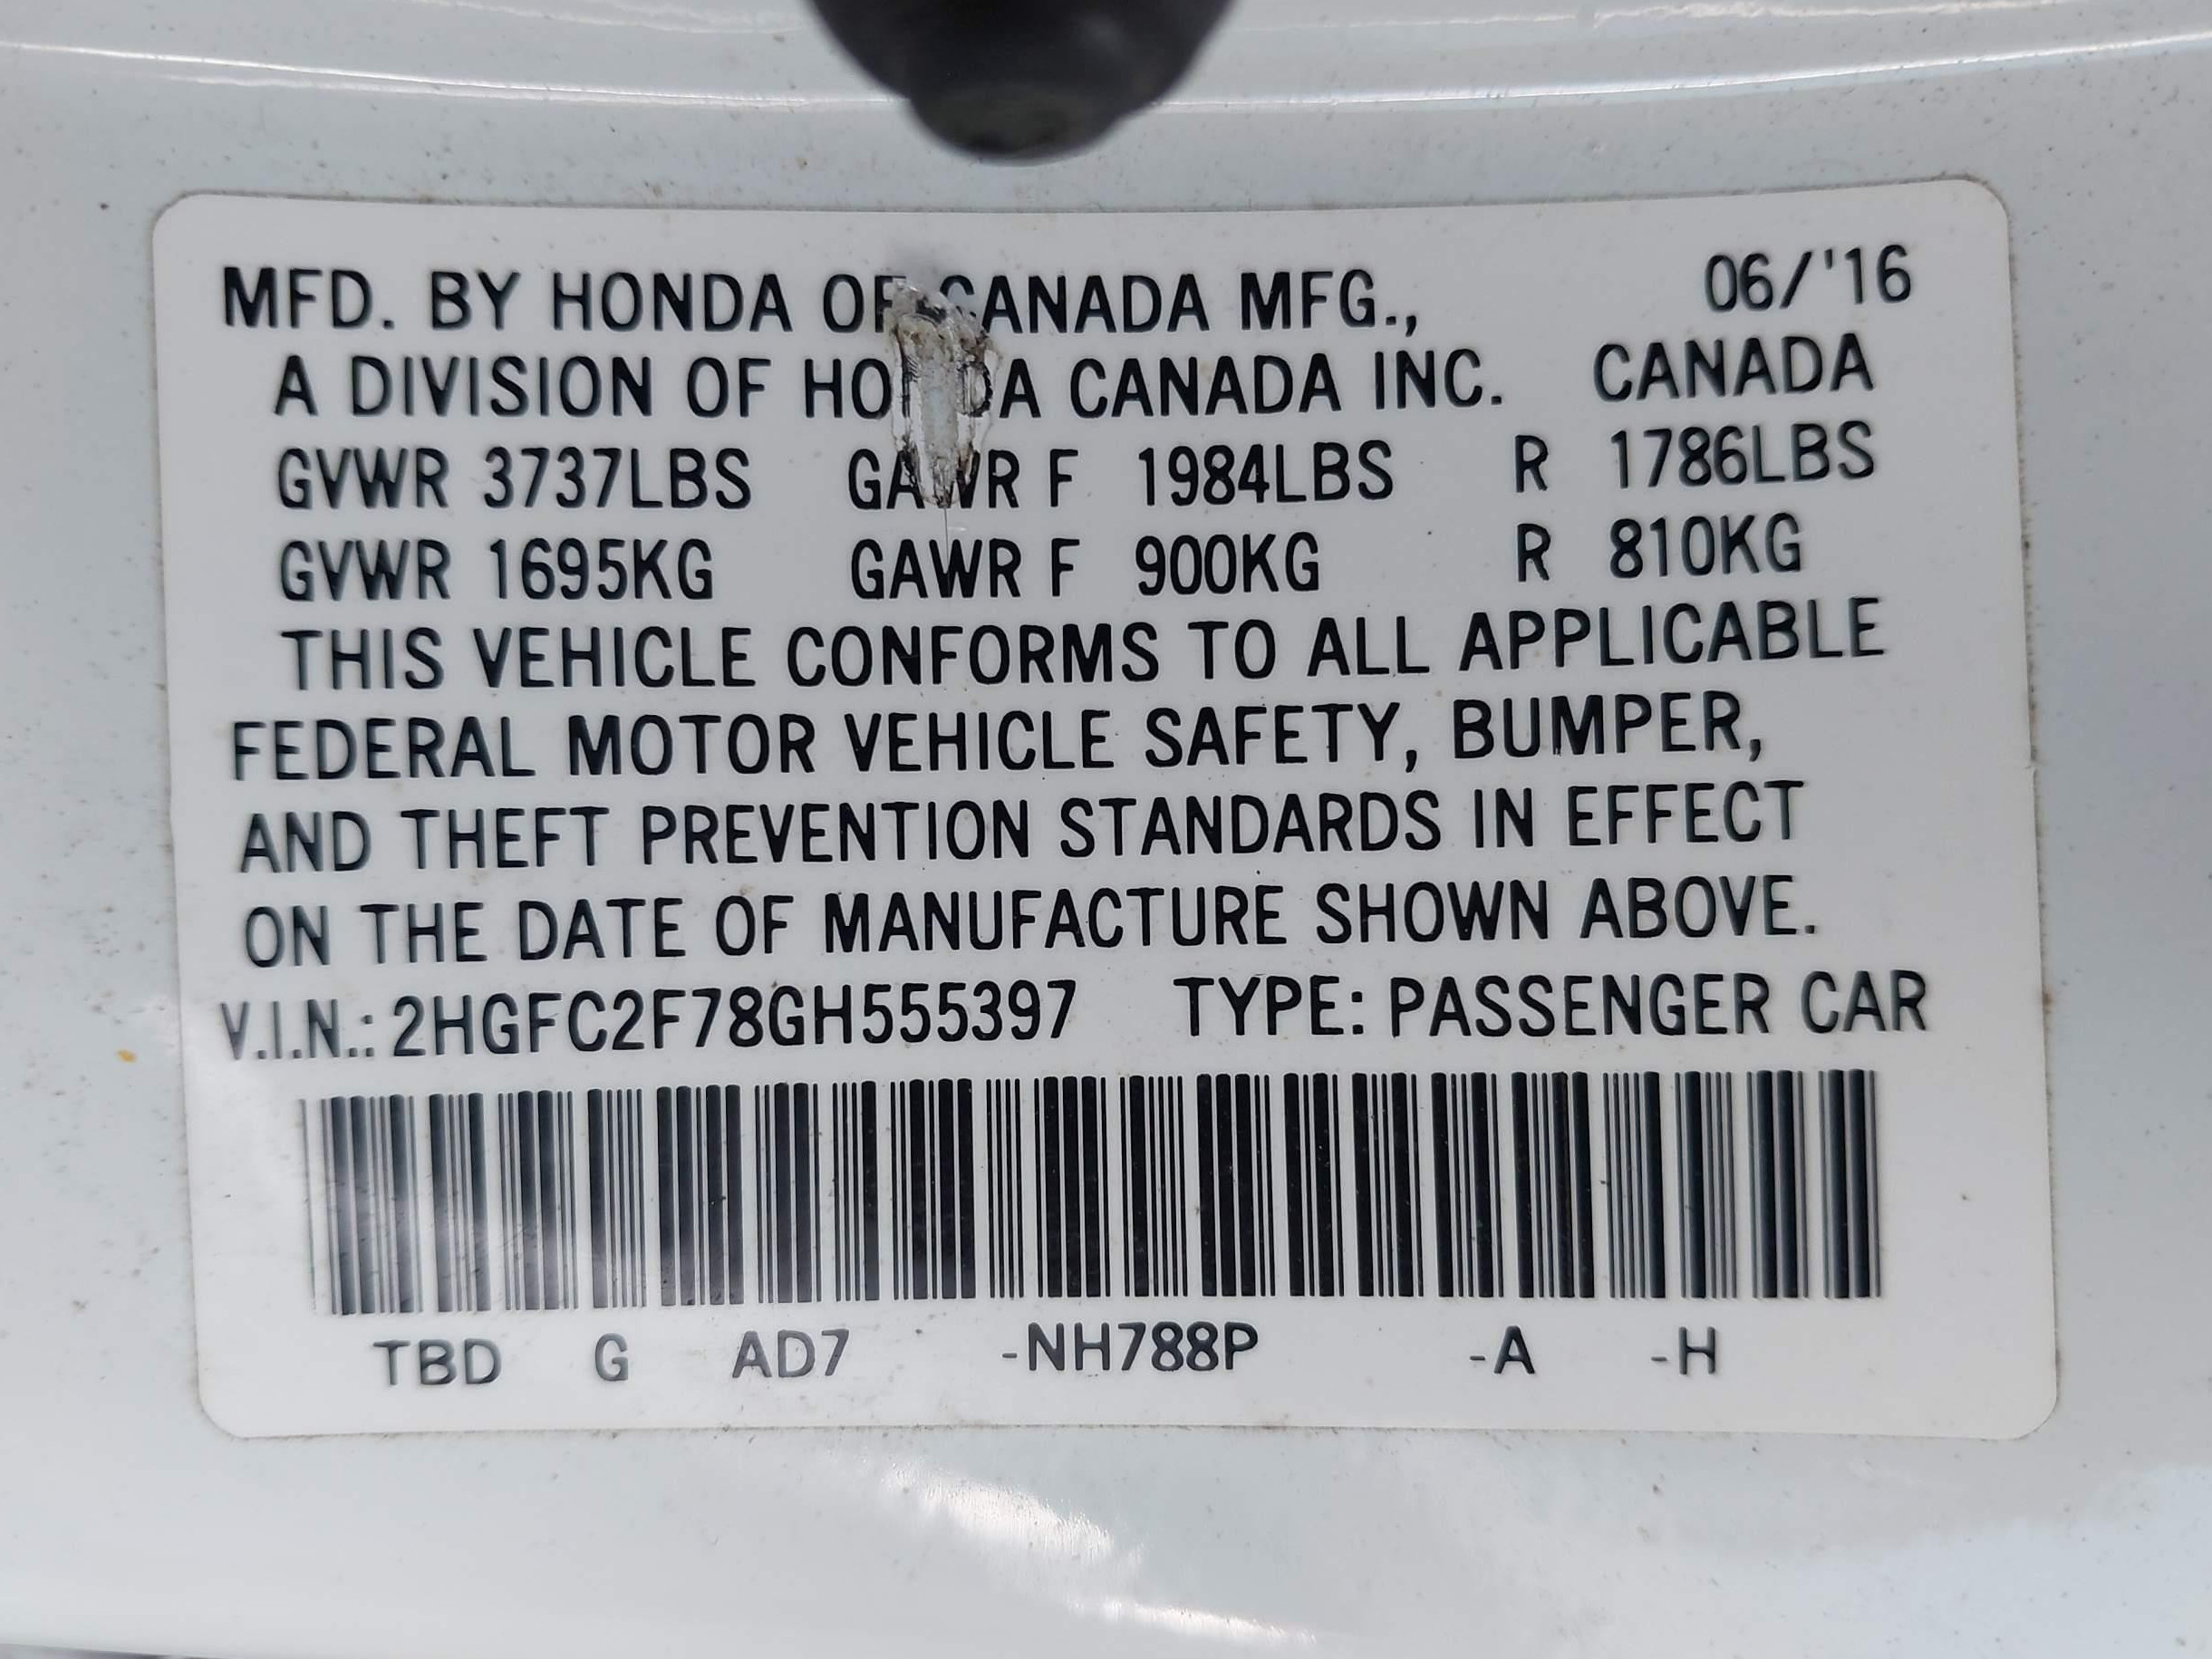 MFD. BY HONDA OF CANADA MFG., 06/'16
A DIVISION OF HONDA CANADA INC. CANADA
GVWR 3737LBS GAWR F 1984LBS R 1786LBS
GVWR 1695KG GAWR F 900KG R 810KG
THIS VEHICLE CONFORMS TO ALL APPLICABLE
FEDERAL MOTOR VEHICLE SAFETY, BUMPER,
AND THEFT PREVENTION STANDARDS IN EFFECT
ON THE DATE OF MANUFACTURE SHOWN ABOVE.
V.I.N.: 2HGFC2F78GH555397 TYPE: PASSENGER CAR
TBD G AD7 -NH788P -A -H